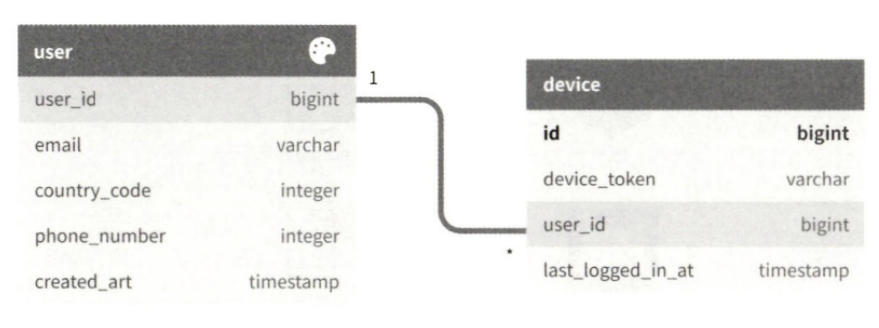 user
user_id bigint
email varchar
country_code integer
phone_number integer
created_art timestamp
1
*
device
id bigint
device_token varchar
user_id bigint
last_logged_in_at timestamp